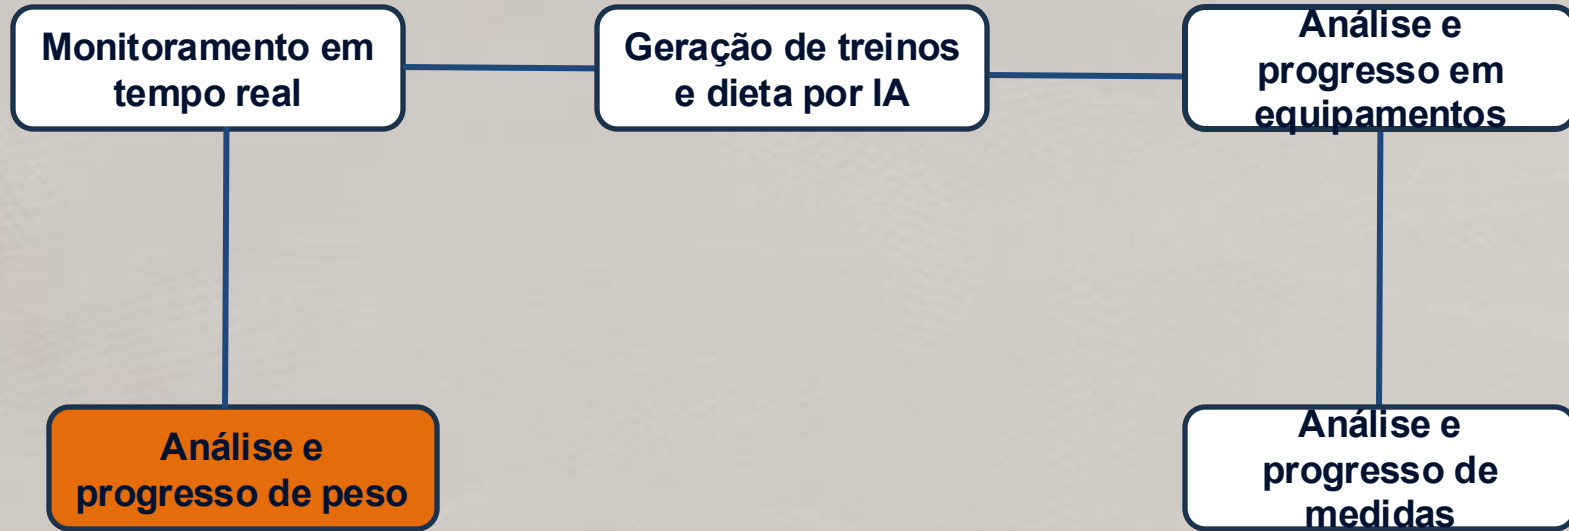 Monitoramento em
tempo real
Geração de treinos
e dieta por IA
Análise e
progresso em
equipamentos
Análise e
progresso de peso
Análise e
progresso de
medidas